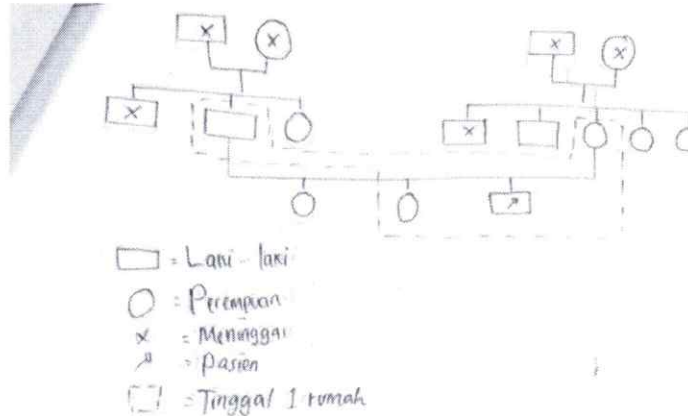 = Laki-laki
= Perempuan
x = Meninggal
= Pasien
= Tinggal 1 rumah